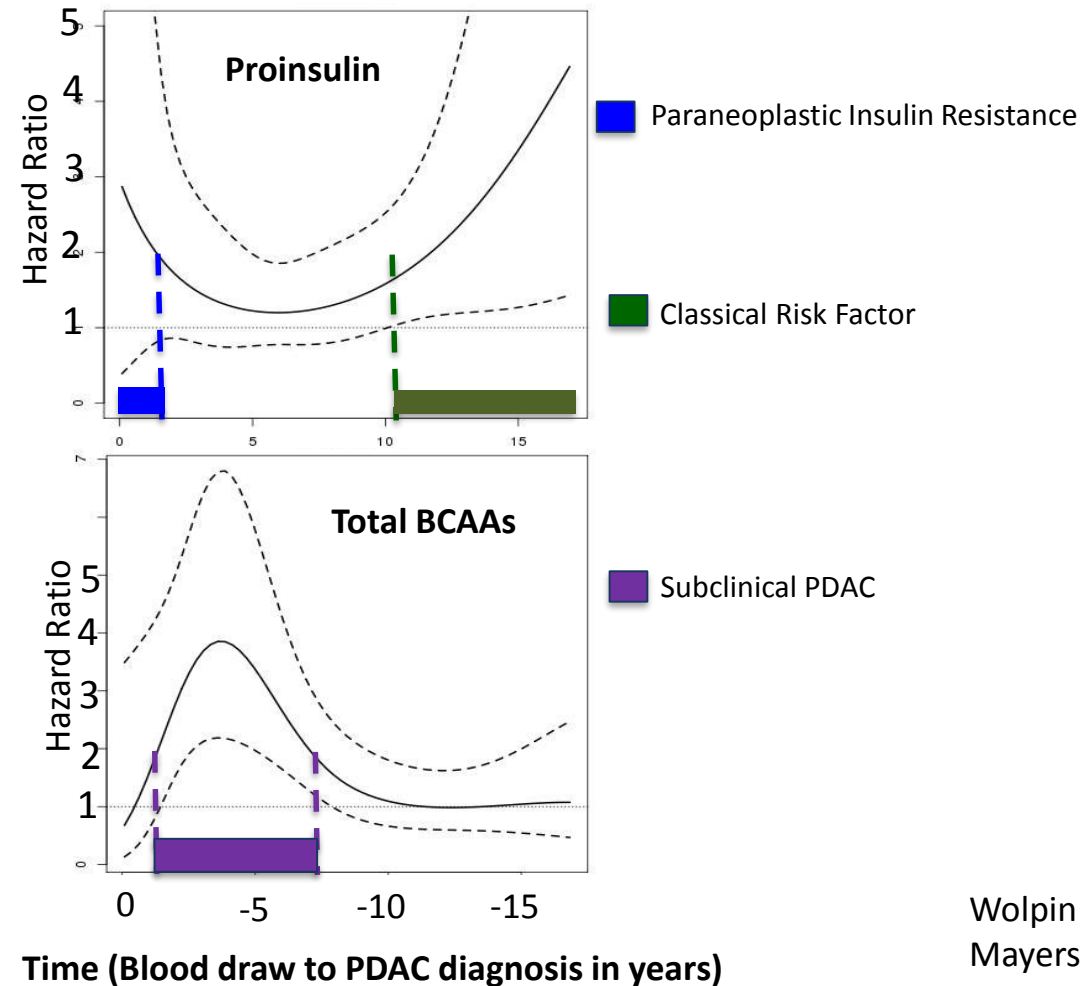 5
Proinsulin
4
3
2
1
0
Hazard Ratio
0 5 10 15
Paraneoplastic Insulin Resistance
Classical Risk Factor
7
Total BCAAs
5
4
3
2
1
0
Hazard Ratio
Subclinical PDAC
0 -5 -10 -15
Time (Blood draw to PDAC diagnosis in years)
Wolpin
Mayers